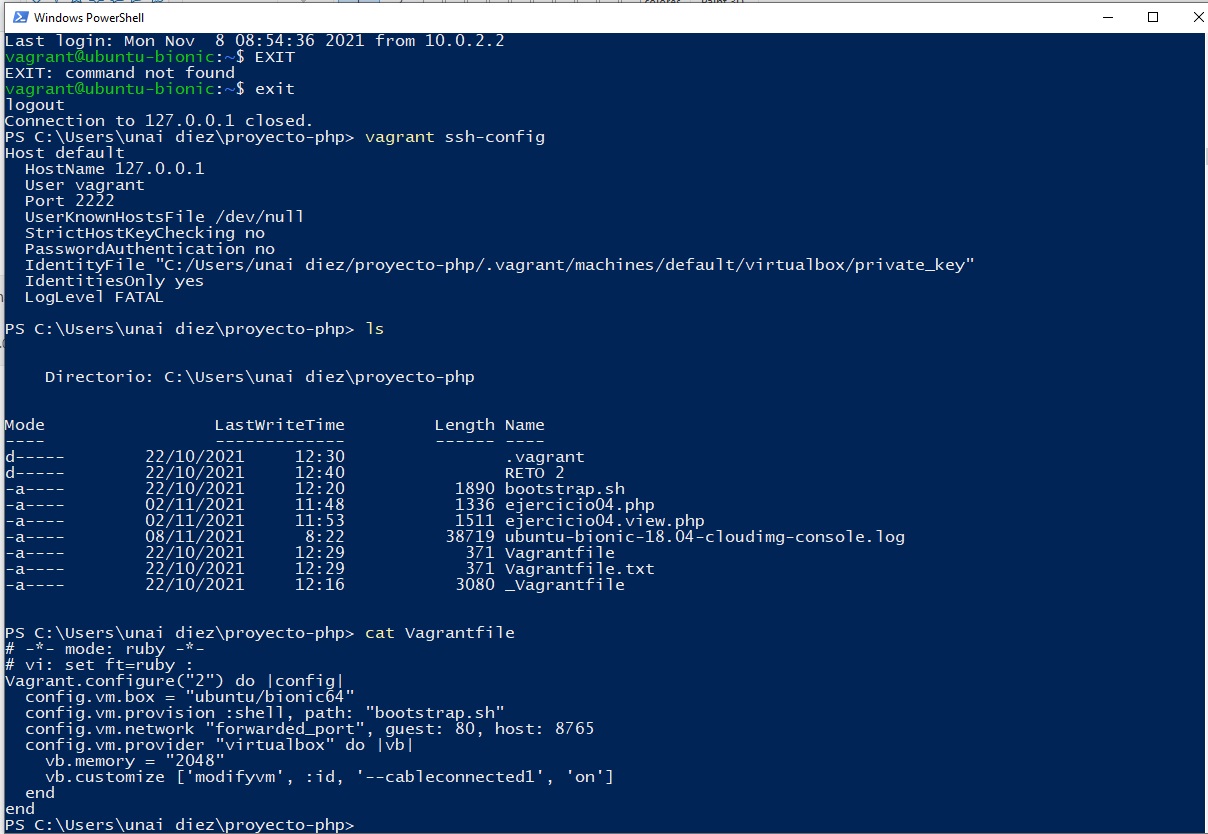 Windows PowerShell
Last login: Mon Nov  8 08:54:36 2021 from 10.0.2.2
vagrant@ubuntu-bionic:~$ EXIT
EXIT: command not found
vagrant@ubuntu-bionic:~$ exit
logout
Connection to 127.0.0.1 closed.
PS C:\Users\unai diez\proyecto-php> vagrant ssh-config
Host default
  HostName 127.0.0.1
  User vagrant
  Port 2222
  UserKnownHostsFile /dev/null
  StrictHostKeyChecking no
  PasswordAuthentication no
  IdentityFile "C:/Users/unai diez/proyecto-php/.vagrant/machines/default/virtualbox/private_key"
  IdentitiesOnly yes
  LogLevel FATAL
PS C:\Users\unai diez\proyecto-php> ls
    Directorio: C:\Users\unai diez\proyecto-php
Mode                 LastWriteTime         Length Name
----                 -------------         ------ ----
d-----        22/10/2021     12:30                .vagrant
d-----        22/10/2021     12:40                RETO 2
-a----        22/10/2021     12:20           1890 bootstrap.sh
-a----        02/11/2021     11:48           1336 ejercicio04.php
-a----        02/11/2021     11:53           1511 ejercicio04.view.php
-a----        08/11/2021      8:22          38719 ubuntu-bionic-18.04-cloudimg-console.log
-a----        22/10/2021     12:29            371 Vagrantfile
-a----        22/10/2021     12:29            371 Vagrantfile.txt
-a----        22/10/2021     12:16           3080 _Vagrantfile
PS C:\Users\unai diez\proyecto-php> cat Vagrantfile
# -*- mode: ruby -*-
# vi: set ft=ruby :
Vagrant.configure("2") do |config|
  config.vm.box = "ubuntu/bionic64"
  config.vm.provision :shell, path: "bootstrap.sh"
  config.vm.network "forwarded_port", guest: 80, host: 8765
  config.vm.provider "virtualbox" do |vb|
    vb.memory = "2048"
    vb.customize ['modifyvm', :id, '--cableconnected1', 'on']
  end
end
PS C:\Users\unai diez\proyecto-php>